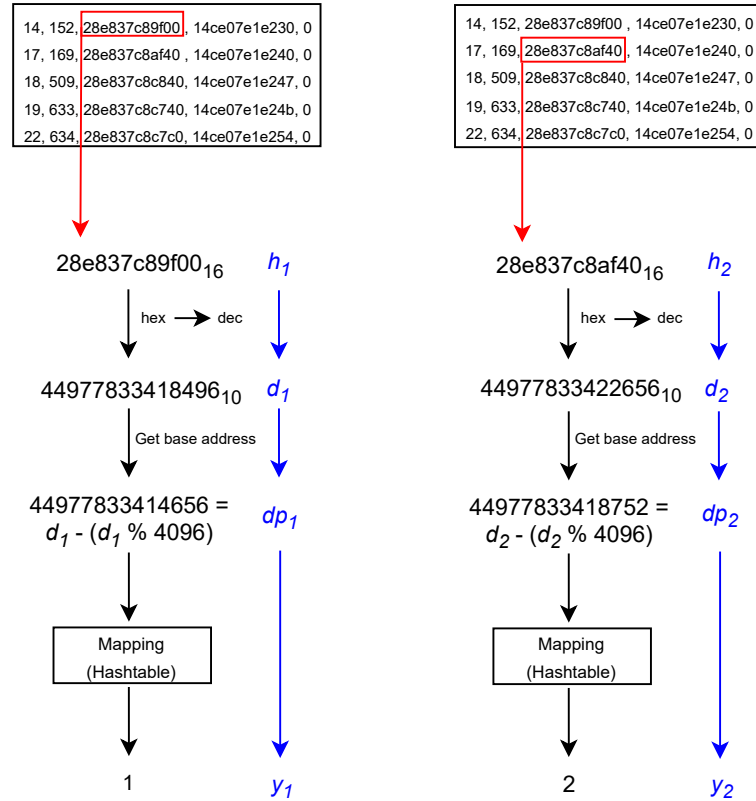 14, 152, 28e837c89f00 , 14ce07e1e230, 0
17, 169, 28e837c8af40, 14ce07e1e240, 0
18, 509, 28e837c8c840, 14ce07e1e247, 0
19, 633, 28e837c8c740, 14ce07e1e24b, 0
22, 634, 28e837c8c7c0, 14ce07e1e254, 0
28e837c89f00₁₆ h₁
hex dec
44977833418496₁₀ d₁
Get base address
44977833414656 =
d₁ - (d₁ % 4096)
dp₁
Mapping
(Hashtable)
1 y₁
14, 152, 28e837c89f00 , 14ce07e1e230, 0
17, 169, 28e837c8af40, 14ce07e1e240, 0
18, 509, 28e837c8c840, 14ce07e1e247, 0
19, 633, 28e837c8c740, 14ce07e1e24b, 0
22, 634, 28e837c8c7c0, 14ce07e1e254, 0
28e837c8af40₁₆ h₂
hex dec
44977833422656₁₀ d₂
Get base address
44977833418752 =
d₂ - (d₂ % 4096)
dp₂
Mapping
(Hashtable)
2 y₂